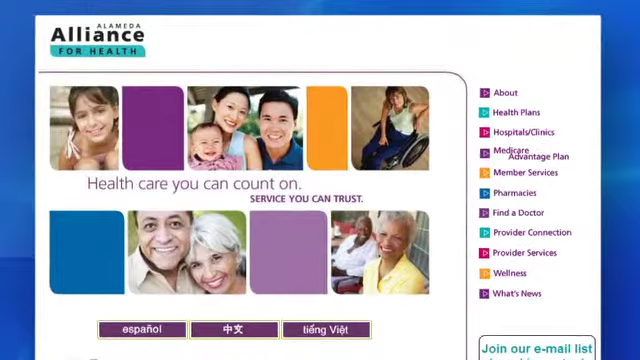 ALAMEDA
Alliance
FOR HEALTH
About
Health Plans
Hospitals/Clinics
Medicare
Advantage Plan
Member Services
Pharmacies
Find a Doctor
Provider Connection
Provider Services
Wellness
What's News
Health care you can count on.
SERVICE YOU CAN TRUST.
español
中文
tiếng Việt
Join our e-mail list